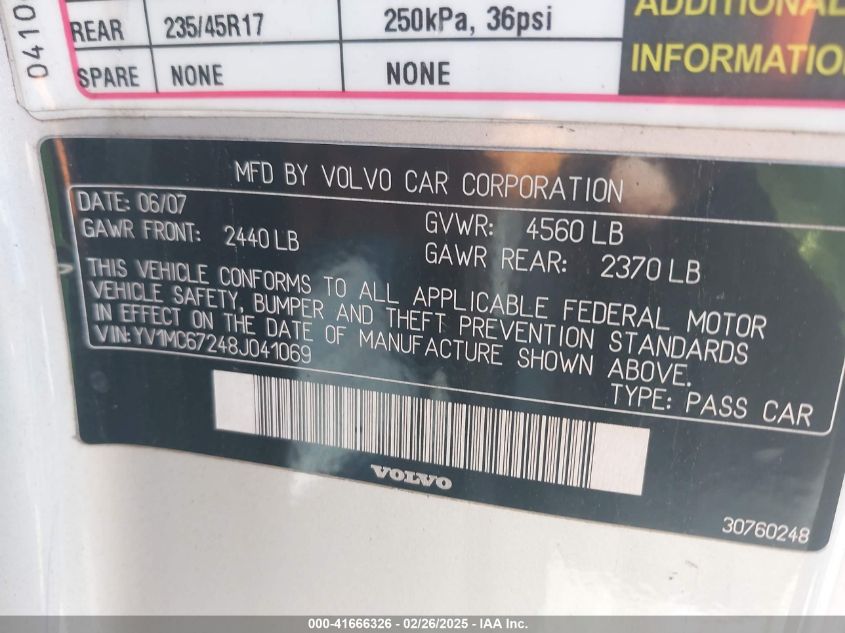 0410
REAR 235/45R17 250kPa, 36psi
SPARE NONE NONE
ADDITIONAL
INFORMATION
MFD BY VOLVO CAR CORPORATION
DATE: 06/07
GVWR: 4560 LB
GAWR FRONT: 2440 LB
GAWR REAR: 2370 LB
THIS VEHICLE CONFORMS TO ALL APPLICABLE FEDERAL MOTOR
VEHICLE SAFETY, BUMPER AND THEFT PREVENTION STANDARDS
IN EFFECT ON THE DATE OF MANUFACTURE SHOWN ABOVE.
VIN: YV1MC67248J041069
TYPE: PASS CAR
VOLVO
30760248
000-41666326 - 02/26/2025 - IAA Inc.